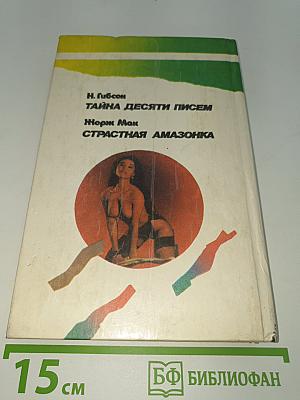 Н. Гибсон
ТАЙНА ДЕСЯТИ ПИСЕМ
Жорж Мак
СТРАСТНАЯ АМАЗОНКА
15 см
БФ БИБЛИОФАН